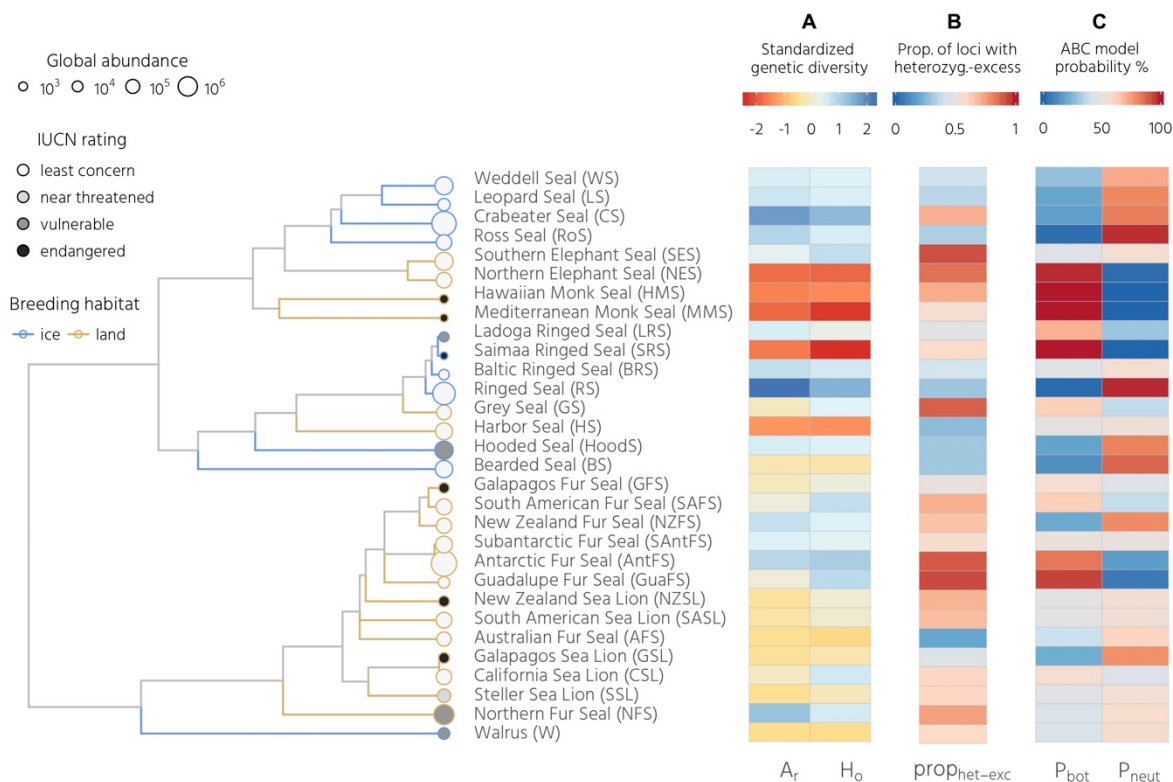 A B C
Global abundance
10³ 10⁴ 10⁵ 10⁶
Standardized genetic diversity
Prop. of loci with heterozyg.-excess
ABC model probability %
-2 -1 0 1 2
0 0.5 1
0 50 100
IUCN rating
least concern
near threatened
vulnerable
endangered
Breeding habitat
ice land
Weddell Seal (WS)
Leopard Seal (LS)
Crabeater Seal (CS)
Ross Seal (RoS)
Southern Elephant Seal (SES)
Northern Elephant Seal (NES)
Hawaiian Monk Seal (HMS)
Mediterranean Monk Seal (MMS)
Ladoga Ringed Seal (LRS)
Saimaa Ringed Seal (SRS)
Baltic Ringed Seal (BRS)
Ringed Seal (RS)
Grey Seal (GS)
Harbor Seal (HS)
Hooded Seal (HoodS)
Bearded Seal (BS)
Galapagos Fur Seal (GFS)
South American Fur Seal (SAFS)
New Zealand Fur Seal (NZFS)
Subantarctic Fur Seal (SAntFS)
Antarctic Fur Seal (AntFS)
Guadalupe Fur Seal (GuaFS)
New Zealand Sea Lion (NZSL)
South American Sea Lion (SASL)
Australian Fur Seal (AFS)
Galapagos Sea Lion (GSL)
California Sea Lion (CSL)
Steller Sea Lion (SSL)
Northern Fur Seal (NFS)
Walrus (W)
Aᵣ Hₒ prop_het-exc P_bot P_neut